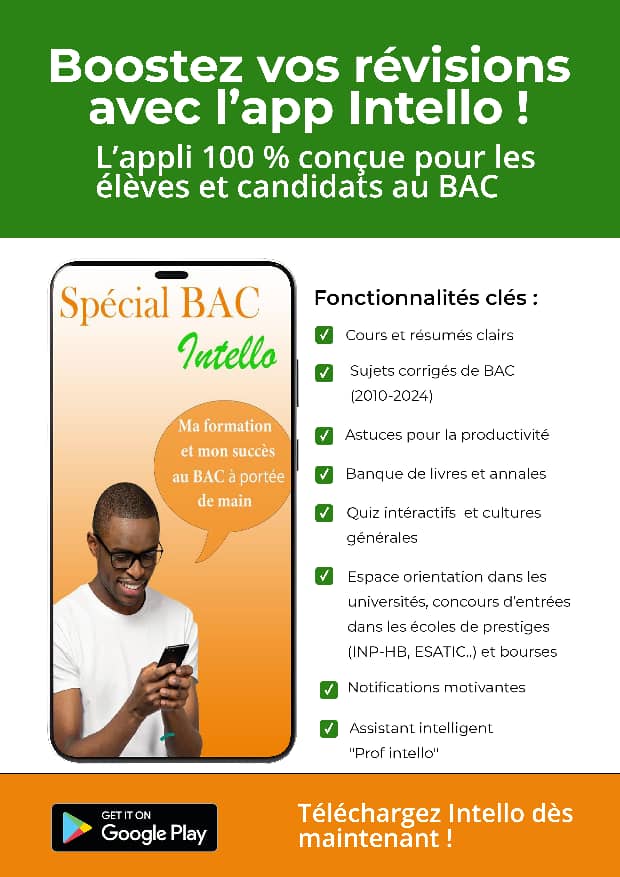 Boostez vos révisions
avec l'app Intello !
L'appli 100 % conçue pour les
élèves et candidats au BAC
Spécial BAC
Intello
Ma formation
et mon succès
au BAC à portée
de main
Fonctionnalités clés :
Cours et résumés clairs
Sujets corrigés de BAC
(2010-2024)
Astuces pour la productivité
Banque de livres et annales
Quiz intéractifs et cultures
générales
Espace orientation dans les
universités, concours d'entrées
dans les écoles de prestiges
(INP-HB, ESATIC..) et bourses
Notifications motivantes
Assistant intelligent
"Prof intello"
GET IT ON
Google Play
Téléchargez Intello dès
maintenant !